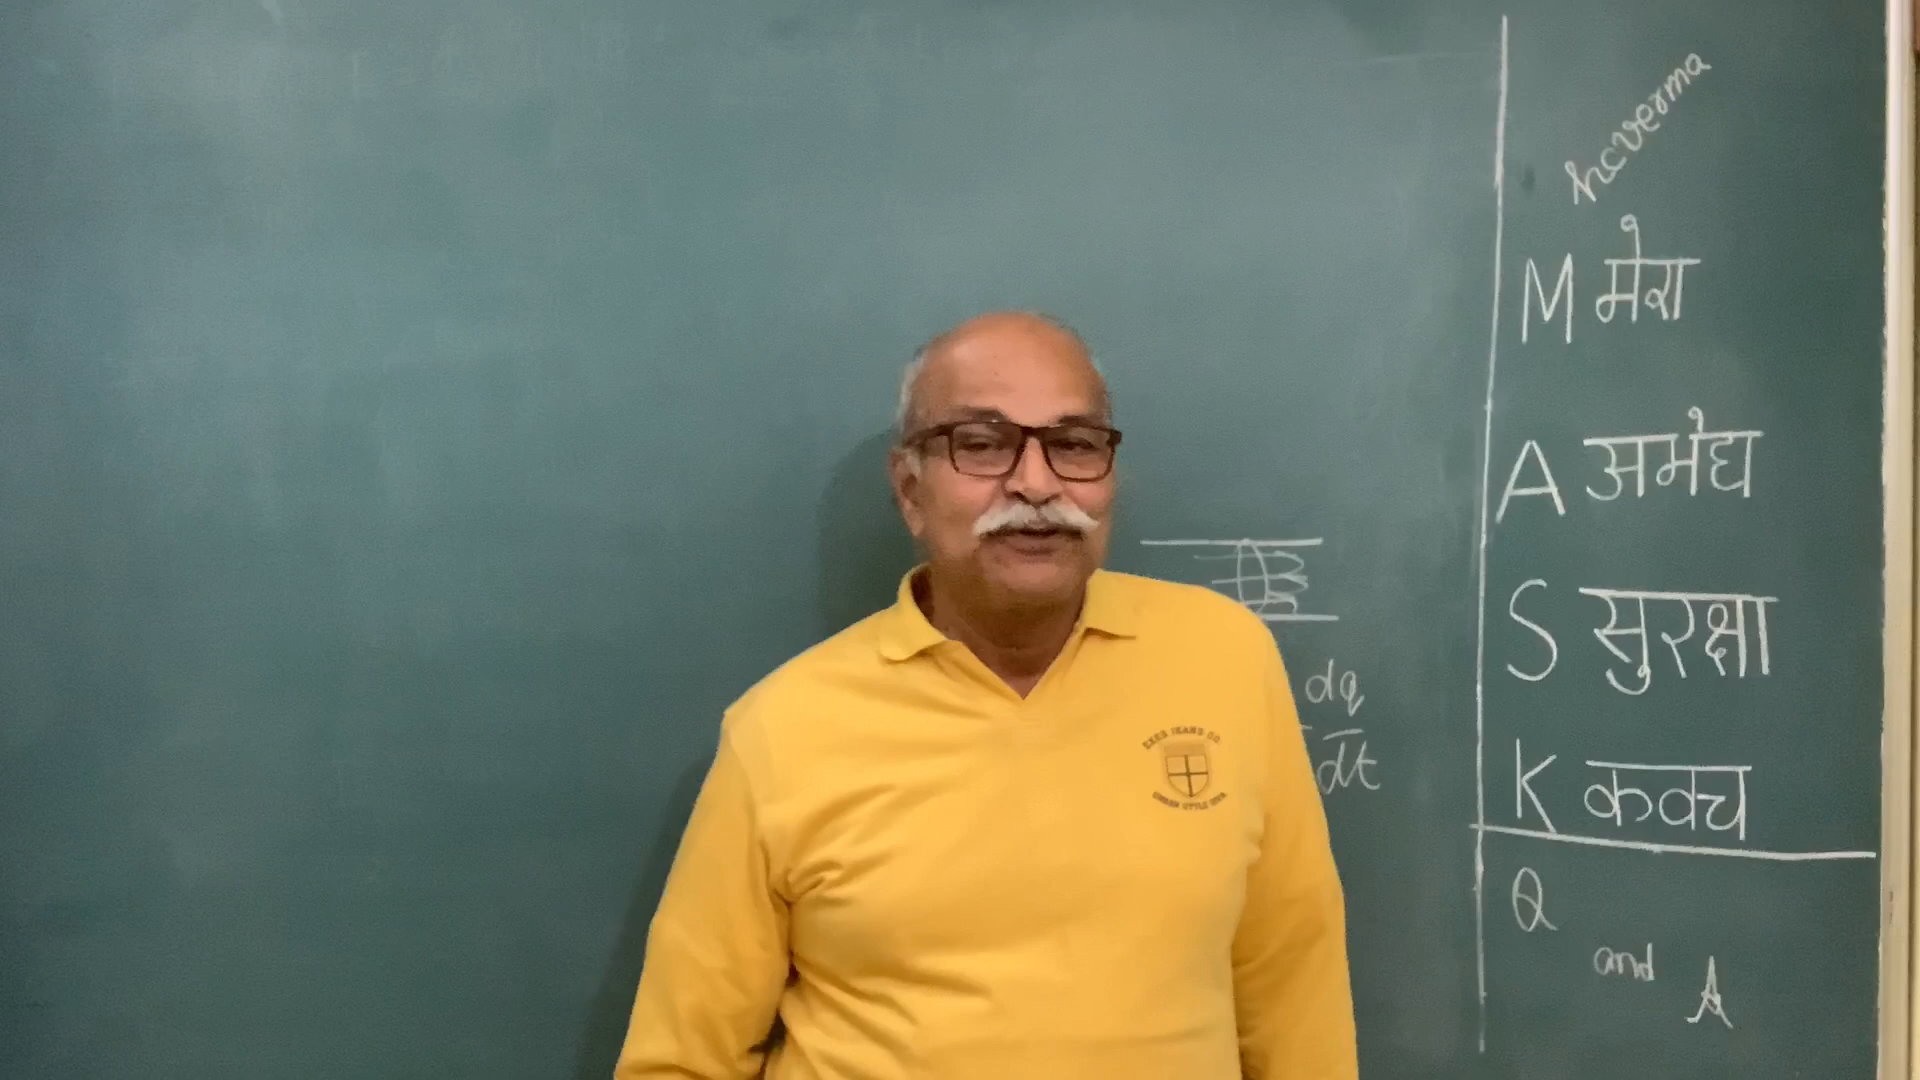 hcverma
M मेरा
A अभेद्य
S सुरक्षा
K कवच
Q
and A
dq
dt